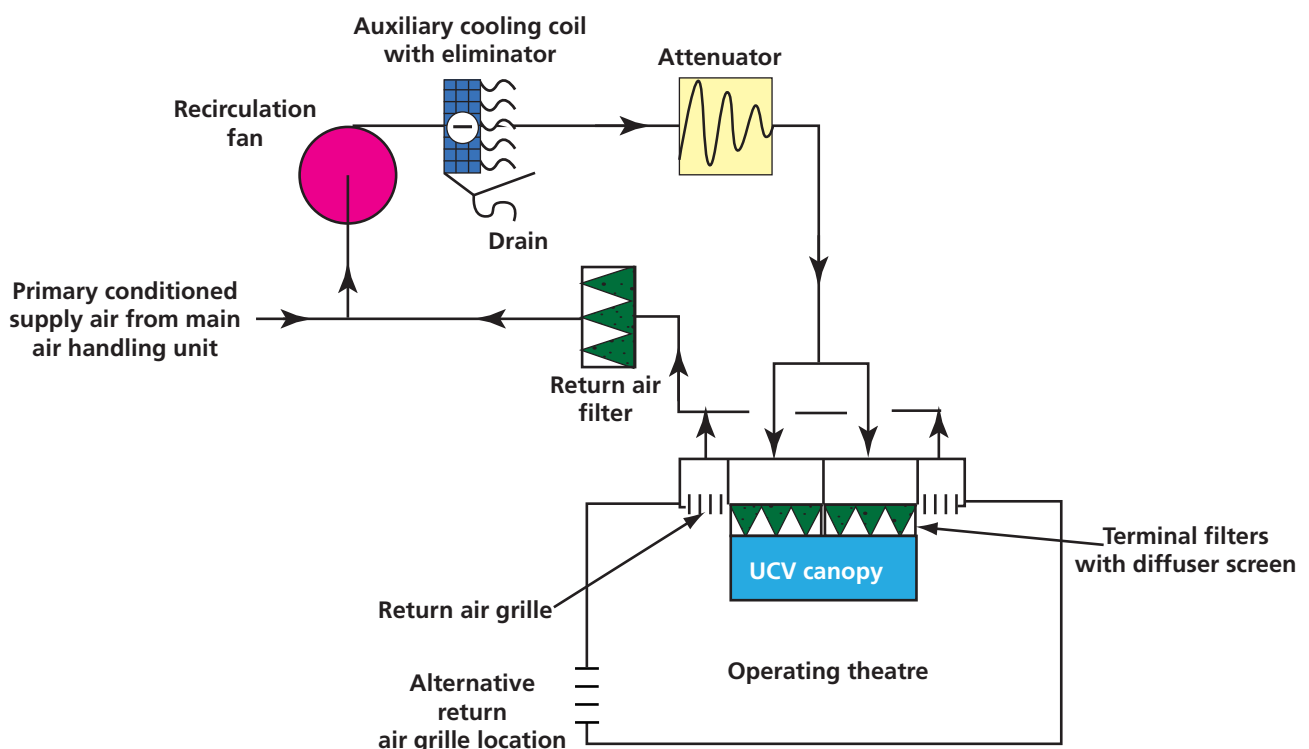 Auxiliary cooling coil
with eliminator
Attenuator
Recirculation
fan
Drain
Primary conditioned
supply air from main
air handling unit
Return air
filter
Terminal filters
with diffuser screen
UCV canopy
Return air grille
Operating theatre
Alternative
return
air grille location